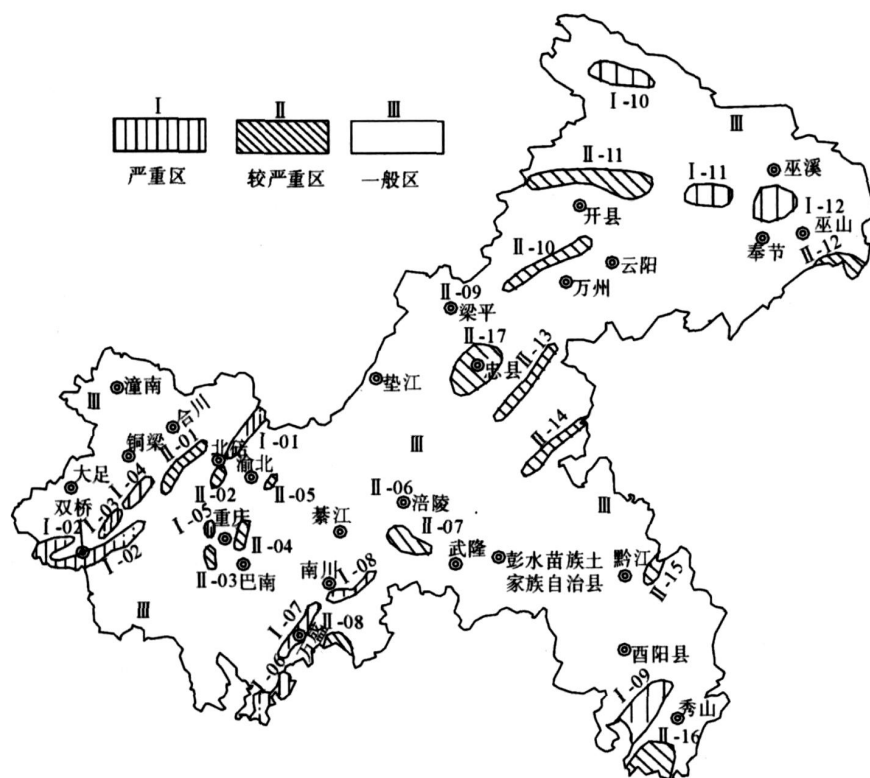 Ⅰ
Ⅱ
Ⅲ
严重区
较严重区
一般区
Ⅰ-10
Ⅲ
Ⅱ-11
Ⅰ-11
巫溪
Ⅰ-12
开县
巫山
奉节
Ⅱ-12
Ⅱ-10
云阳
万州
Ⅱ-09
梁平
Ⅱ-17
忠县
Ⅱ-13
垫江
潼南
Ⅲ
合川
Ⅲ
Ⅱ-14
铜梁
Ⅱ-01
北碚
Ⅰ-01
渝北
大足
Ⅰ-04
Ⅱ-02
Ⅱ-05
Ⅱ-06
涪陵
Ⅲ
双桥
Ⅰ-03
Ⅰ-02
Ⅰ-05
重庆
綦江
Ⅱ-07
Ⅱ-04
Ⅰ-02
Ⅱ-03
巴南
武隆
彭水苗族土
家族自治县
黔江
Ⅱ-15
南川
Ⅰ-08
Ⅲ
Ⅰ-07
Ⅱ-08
万盛
Ⅰ-06
酉阳县
Ⅰ-09
秀山
Ⅱ-16